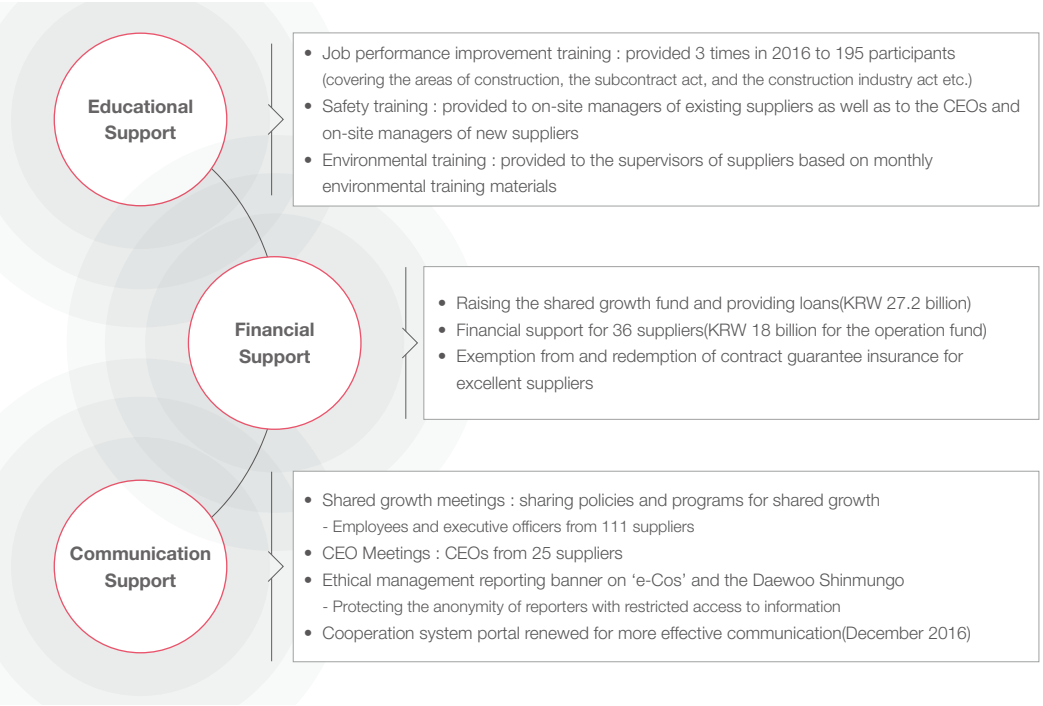 Educational
Support
• Job performance improvement training : provided 3 times in 2016 to 195 participants
(covering the areas of construction, the subcontract act, and the construction industry act etc.)
• Safety training : provided to on-site managers of existing suppliers as well as to the CEOs and
on-site managers of new suppliers
• Environmental training : provided to the supervisors of suppliers based on monthly
environmental training materials
Financial
Support
• Raising the shared growth fund and providing loans(KRW 27.2 billion)
• Financial support for 36 suppliers(KRW 18 billion for the operation fund)
• Exemption from and redemption of contract guarantee insurance for
excellent suppliers
Communication
Support
• Shared growth meetings : sharing policies and programs for shared growth
- Employees and executive officers from 111 suppliers
• CEO Meetings : CEOs from 25 suppliers
• Ethical management reporting banner on ‘e-Cos’ and the Daewoo Shinmungo
- Protecting the anonymity of reporters with restricted access to information
• Cooperation system portal renewed for more effective communication(December 2016)